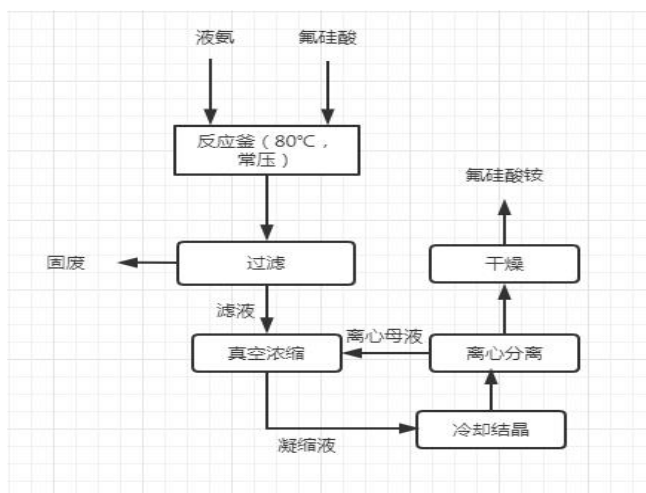 液氨
氟硅酸
反应釜（80℃，
常压）
氟硅酸铵
固废
过滤
干燥
滤液
离心母液
真空浓缩
离心分离
冷却结晶
凝缩液